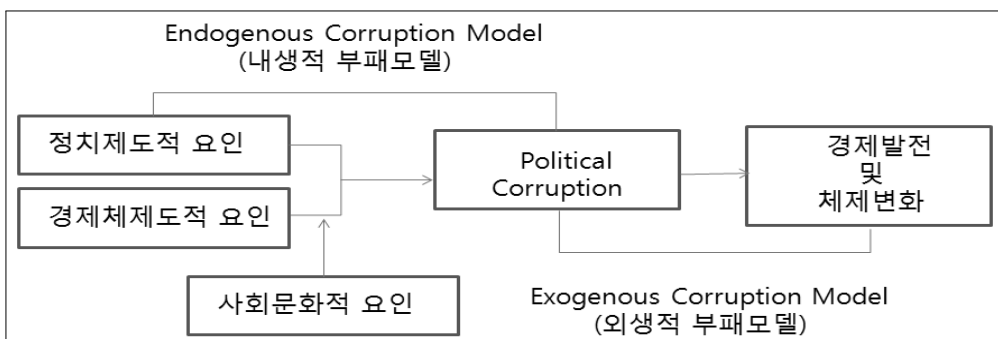 Endogenous Corruption Model
(내생적 부패모델)
정치제도적 요인
경제체제도적 요인
사회문화적 요인
Political
Corruption
경제발전
및
체제변화
Exogenous Corruption Model
(외생적 부패모델)